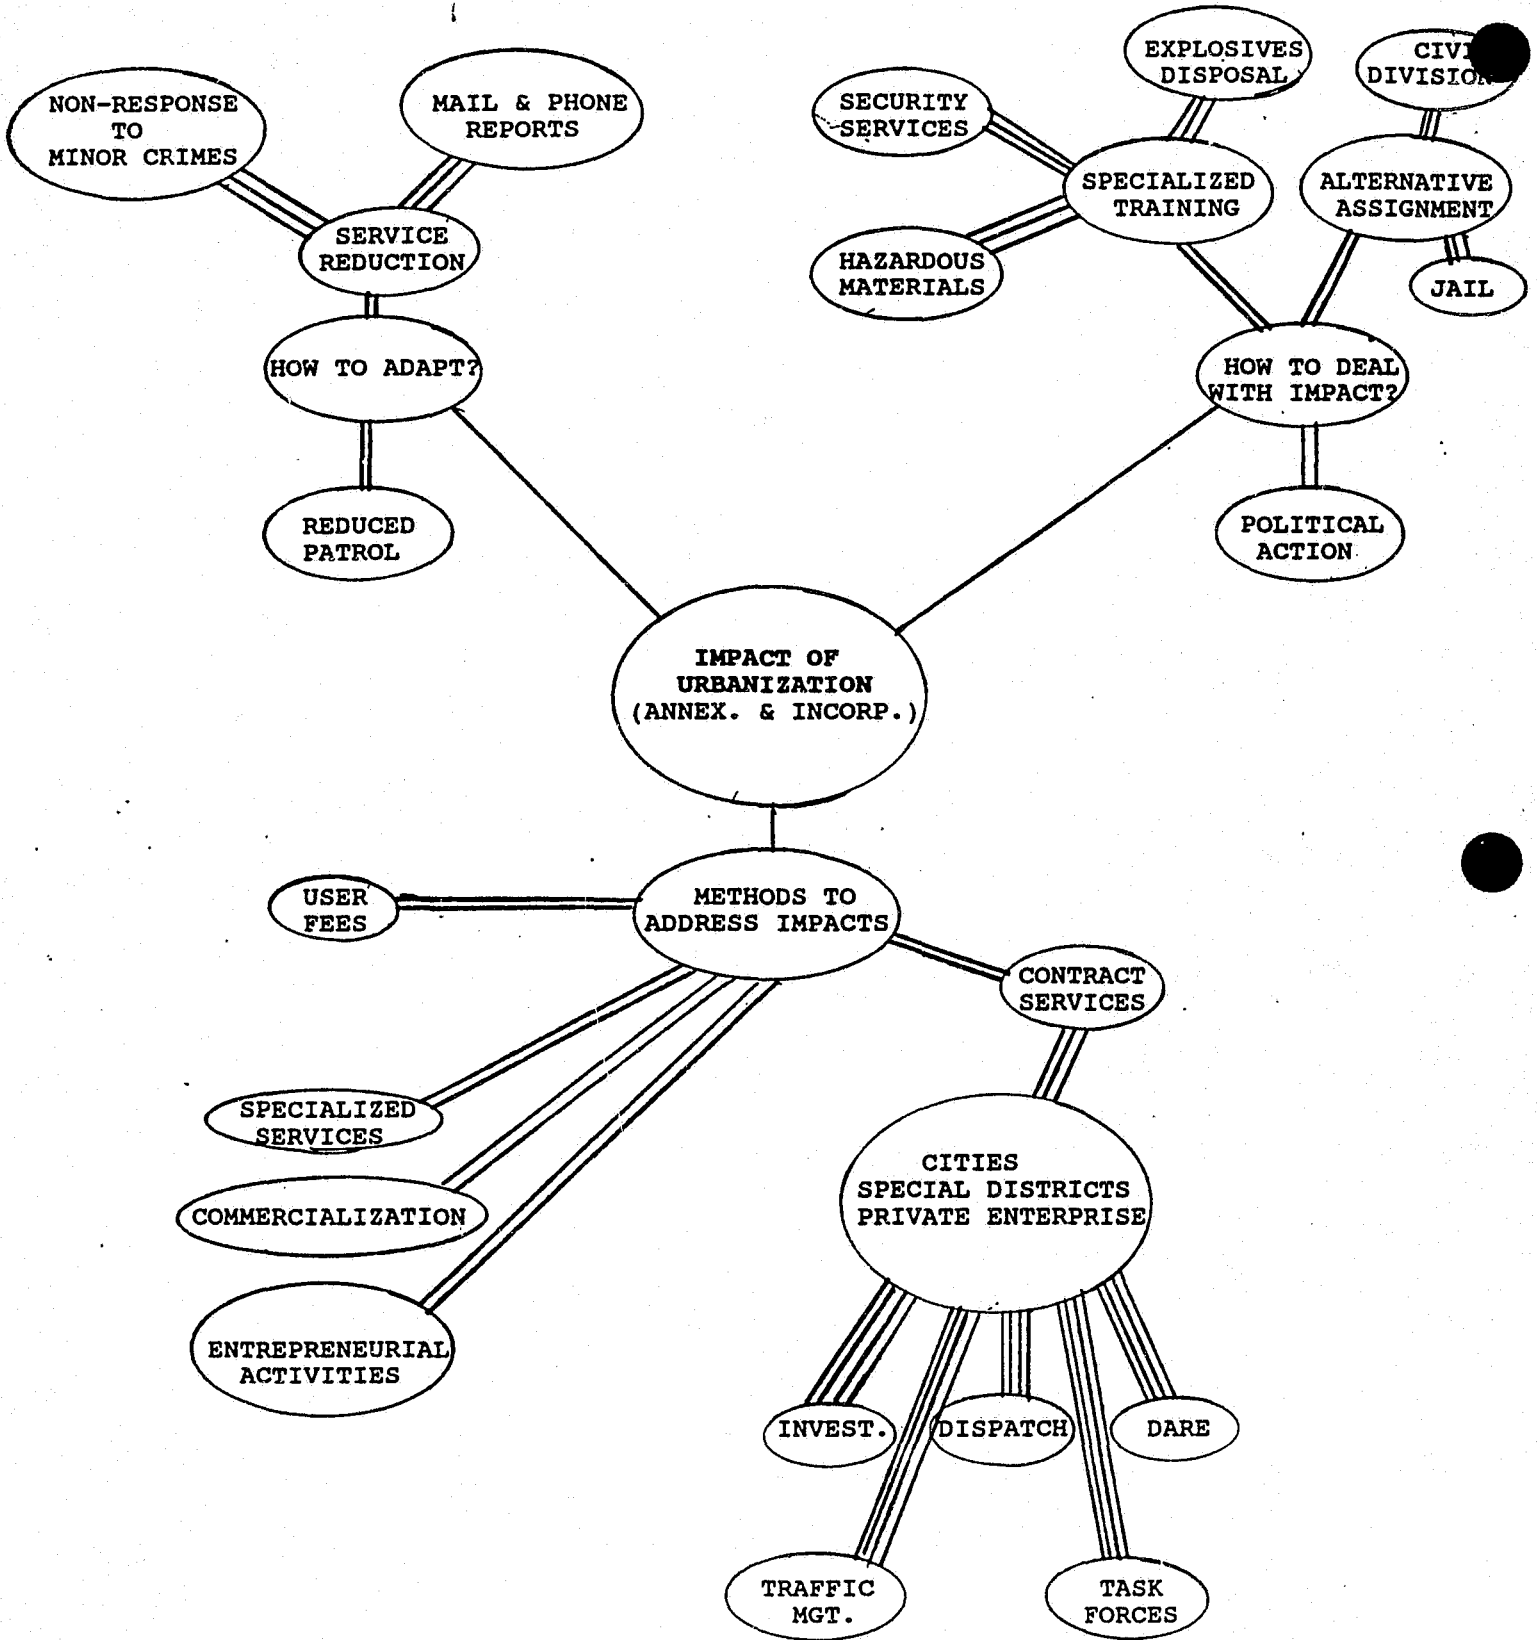 NON-RESPONSE
TO
MINOR CRIMES
MAIL & PHONE
REPORTS
SERVICE
REDUCTION
HOW TO ADAPT?
REDUCED
PATROL
EXPLOSIVES
DISPOSAL
SECURITY
SERVICES
SPECIALIZED
TRAINING
HAZARDOUS
MATERIALS
DIVISION
ALTERNATIVE
ASSIGNMENT
JAIL
HOW TO DEAL
WITH IMPACT?
POLITICAL
ACTION
IMPACT OF
URBANIZATION
(ANNEX. & INCORP.)
METHODS TO
ADDRESS IMPACTS
USER
FEES
CONTRACT
SERVICES
SPECIALIZED
SERVICES
COMMERCIALIZATION
ENTREPRENEURIAL
ACTIVITIES
CITIES
SPECIAL DISTRICTS
PRIVATE ENTERPRISE
INVEST.
DISPATCH
DARE
TRAFFIC
MGT.
TASK
FORCES